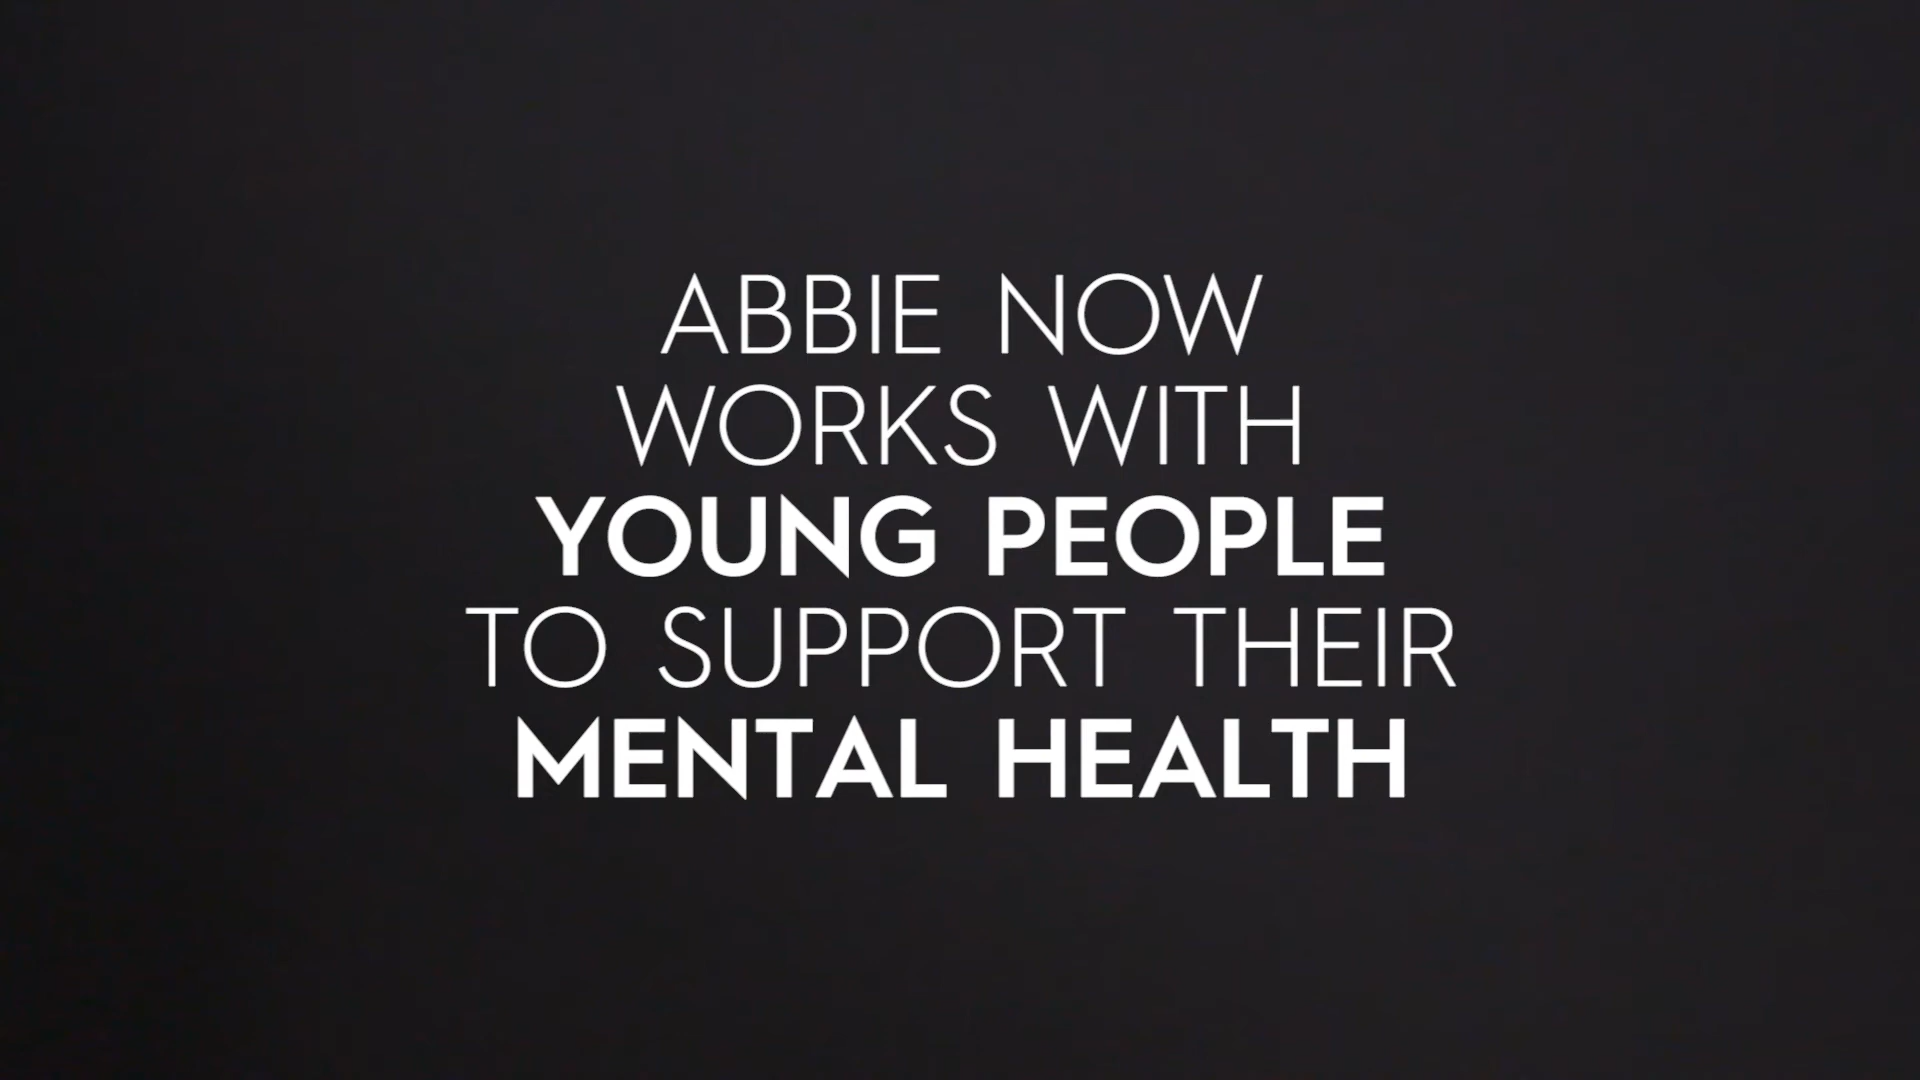 ABBIE NOW
WORKS WITH
YOUNG PEOPLE
TO SUPPORT THEIR
MENTAL HEALTH